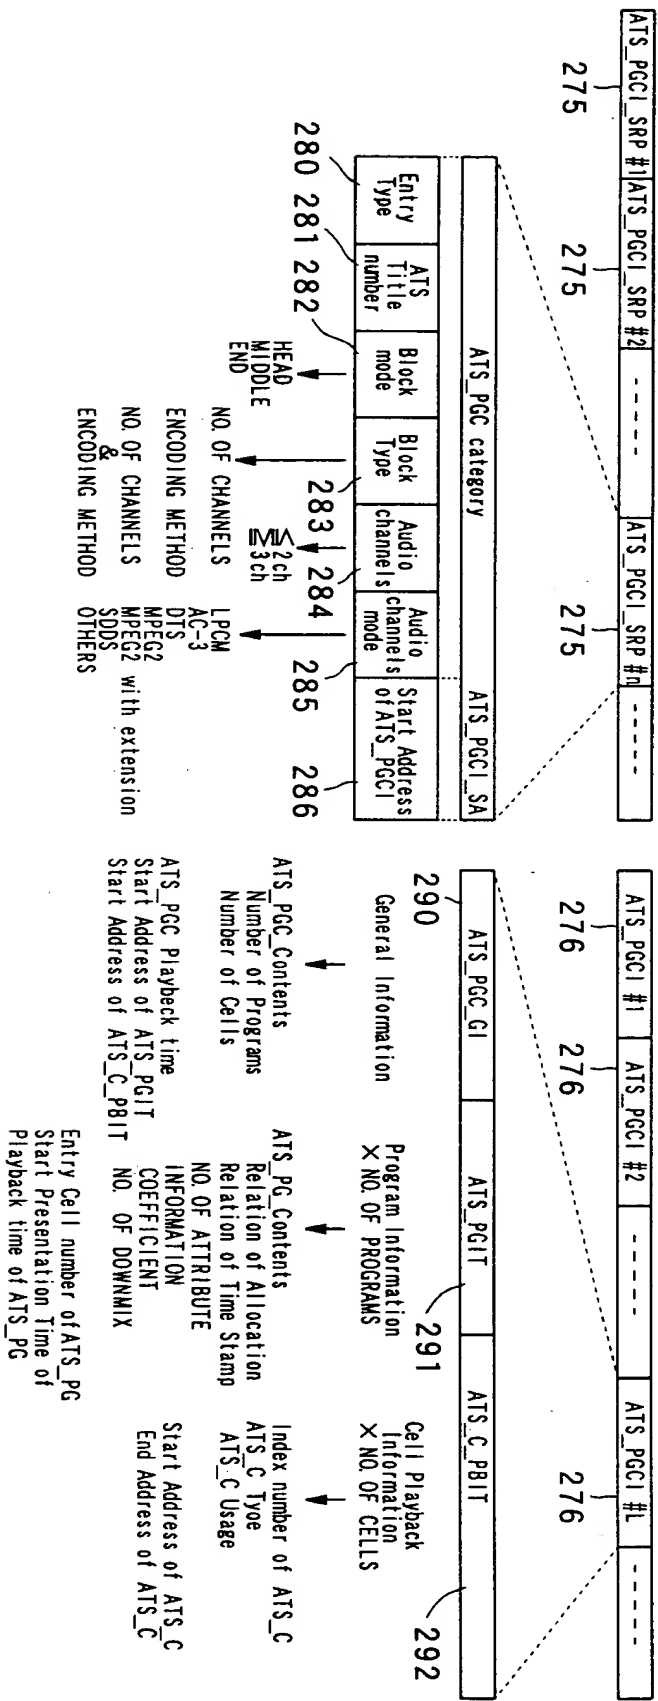 ATS_PGCI_SRP #1
ATS_PGCI_SRP #2
-----
ATS_PGCI_SRP #n
-----
275
275
275
ATS_PGC category
ATS_PGCI_SA
Entry
Type
ATS
Title
number
Block
mode
Block
Type
Audio
channels
Audio
channels
mode
Start Address
of ATS_PGCI
280
281
282
283
284
285
286
HEAD
MIDDLE
END
NO. OF CHANNELS
ENCODING METHOD
NO. OF CHANNELS
&
ENCODING METHOD
≦2ch
≧3ch
LPCM
AC-3
DTS
MPEG2
MPEG2 with extension
SDDS
OTHERS
ATS_PGCI #1
ATS_PGCI #2
-----
ATS_PGCI #L
-----
276
276
276
ATS_PGC_GI
ATS_PGIT
ATS_C_PBIT
290
291
292
General Information
ATS_PGC_Contents
Number of Programs
Number of Cells
ATS_PGC Playbeck time
Start Address of ATS_PGIT
Start Address of ATS_C_PBIT
Program Information
× NO. OF PROGRAMS
ATS_PG_Contents
Relation of Allocation
Relation of Time Stamp
NO. OF ATTRIBUTE
INFORMATION
COEFFICIENT
NO. OF DOWNMIX
Entry Cell number of ATS_PG
Start Presentation Time of
Playback time of ATS_PG
Cell Playback
Information
× NO. OF CELLS
Index number of ATS_C
ATS_C Tyoe
ATS_C Usage
Start Address of ATS_C
End Address of ATS_C